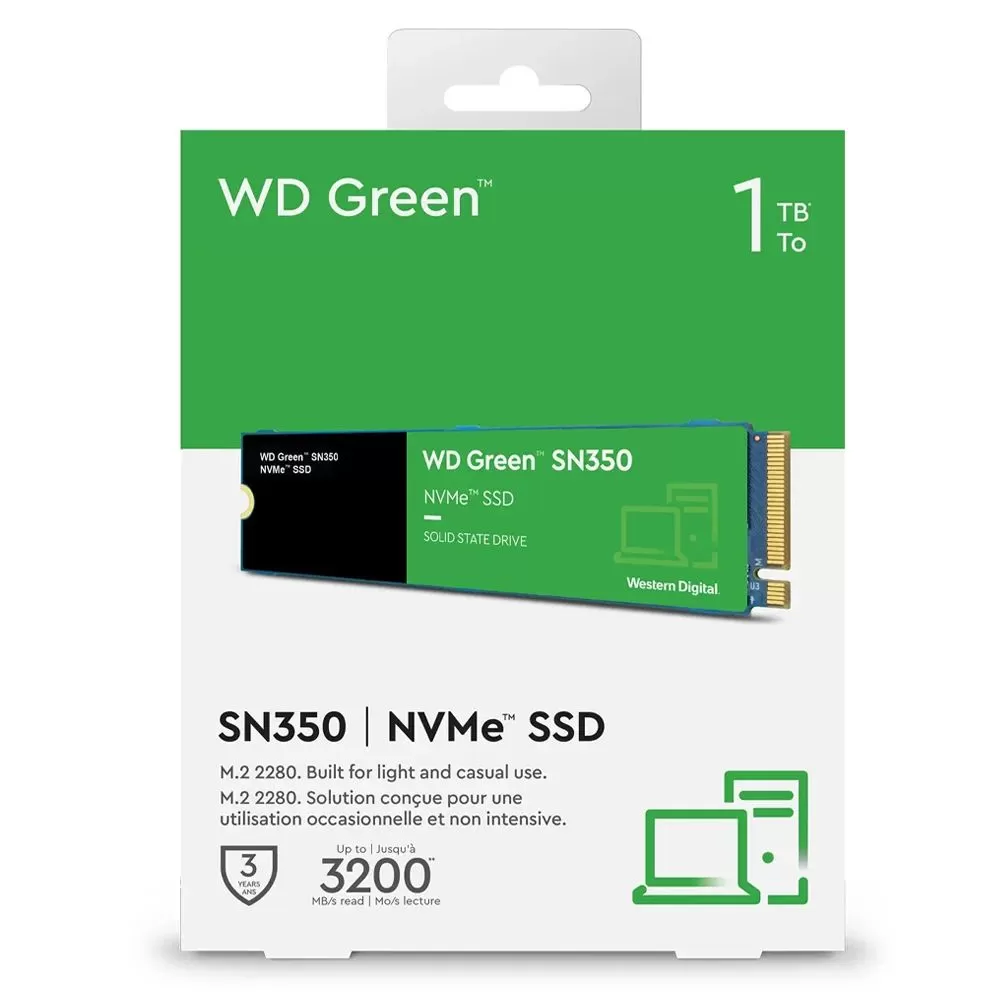 WD Green™
1 TB*
To
WD Green™ SN350
NVMe™ SSD
WD Green™ SN350
NVMe™ SSD
SOLID STATE DRIVE
Western Digital.
M
U3
SN350 | NVMe™ SSD
M.2 2280. Built for light and casual use.
M.2 2280. Solution conçue pour une
utilisation occasionnelle et non intensive.
3
YEARS
ANS
Up to | Jusqu'à
3200**
MB/s read | Mo/s lecture